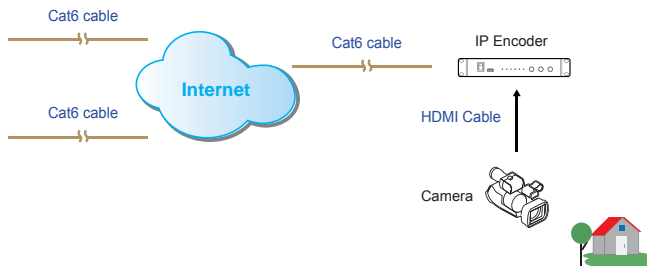 Cat6 cable
Cat6 cable
IP Encoder
Internet
Cat6 cable
HDMI Cable
Camera